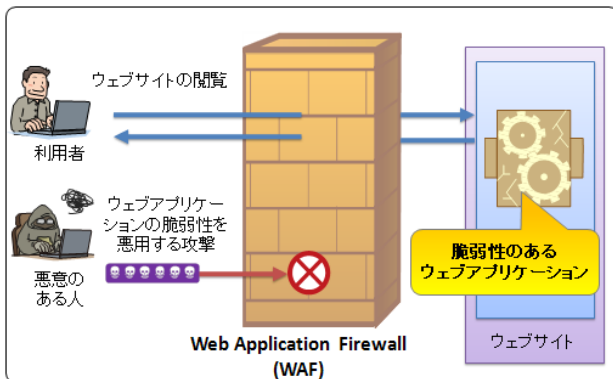 ウェブサイトの閲覧
利用者
ウェブアプリケ
ーションの脆弱性を
悪用する攻撃
悪意の
ある人
脆弱性のある
ウェブアプリケーション
ウェブサイト
Web Application Firewall
(WAF)